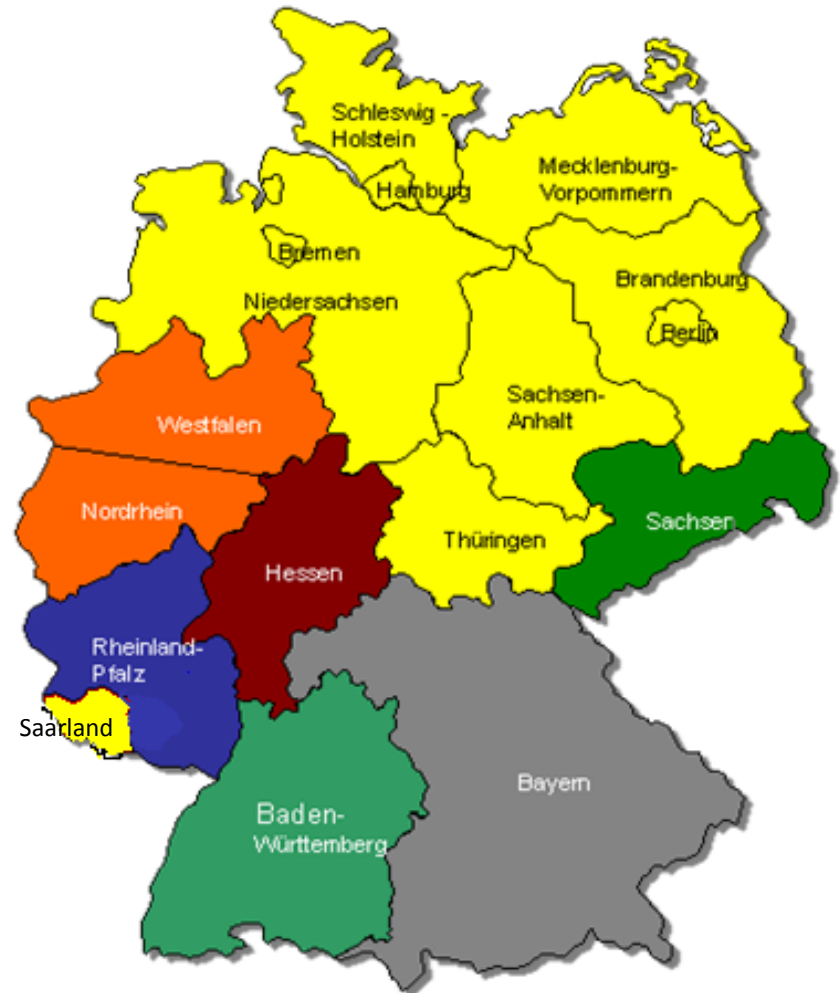 Schleswig -
Holstein
Hamburg
Mecklenburg-
Vorpommern
Bremen
Niedersachsen
Brandenburg
Berlin
Westfalen
Sachsen-
Anhalt
Nordrhein
Sachsen
Thüringen
Hessen
Rheinland-
Pfalz
Saarland
Bayern
Baden-
Württemberg